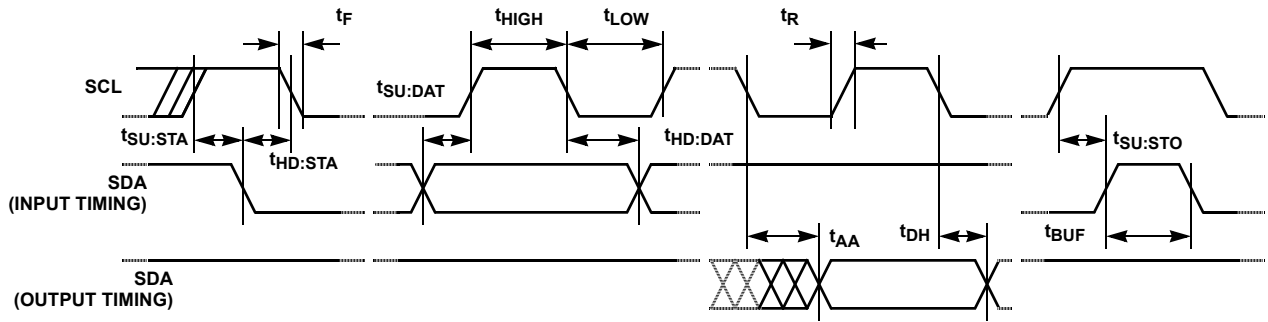 tF
tHIGH
tLOW
tR
SCL
tSU:DAT
tSU:STA
tHD:STA
tHD:DAT
tSU:STO
SDA
(INPUT TIMING)
tAA
tDH
tBUF
SDA
(OUTPUT TIMING)